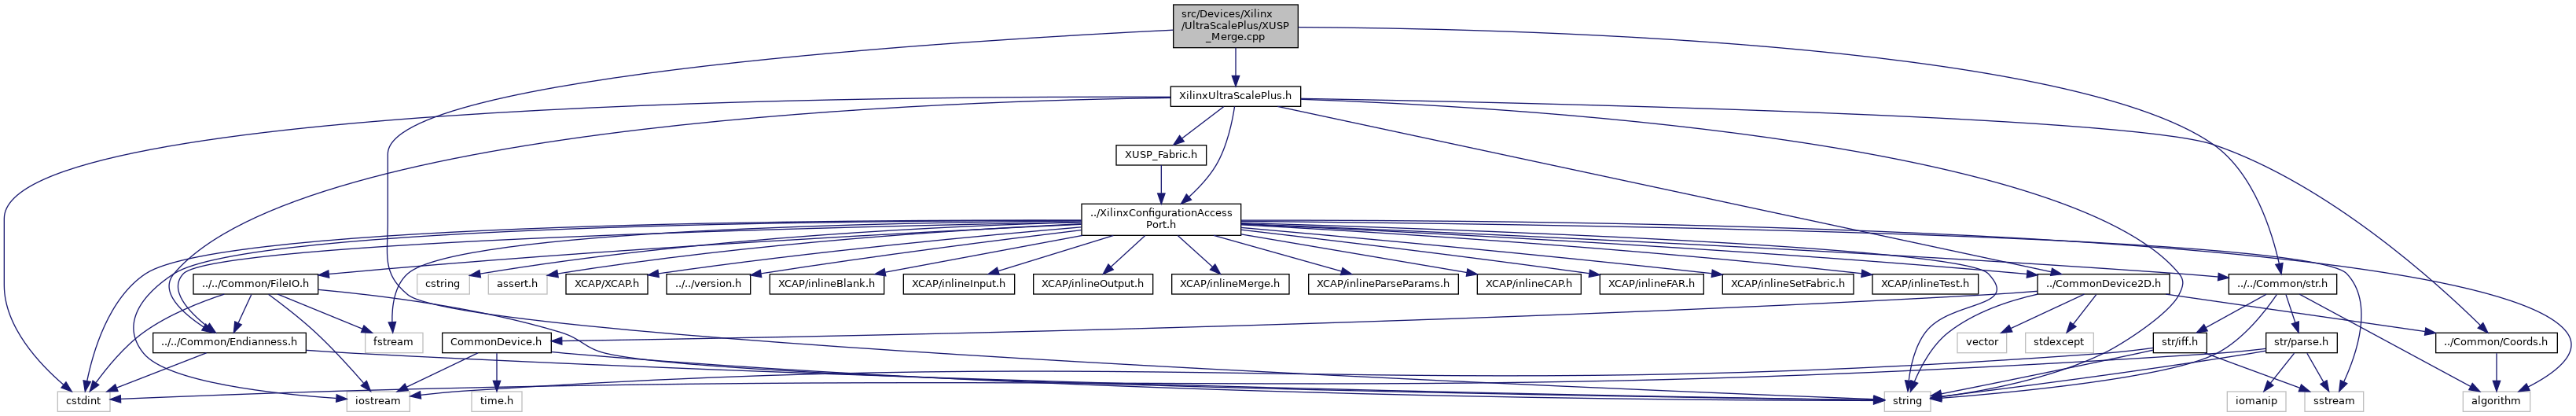 src/Devices/Xilinx
/UltraScalePlus/XUSP
_Merge.cpp
XilinxUltraScalePlus.h
XUSP_Fabric.h
../XilinxConfigurationAccess
Port.h
../../Common/FileIO.h
cstring
assert.h
XCAP/XCAP.h
../../version.h
XCAP/inlineBlank.h
XCAP/inlineInput.h
XCAP/inlineOutput.h
XCAP/inlineMerge.h
XCAP/inlineParseParams.h
XCAP/inlineCAP.h
XCAP/inlineFAR.h
XCAP/inlineSetFabric.h
XCAP/inlineTest.h
../CommonDevice2D.h
../../Common/str.h
../../Common/Endianness.h
fstream
CommonDevice.h
vector
stdexcept
str/iff.h
str/parse.h
../Common/Coords.h
cstdint
iostream
time.h
string
iomanip
sstream
algorithm